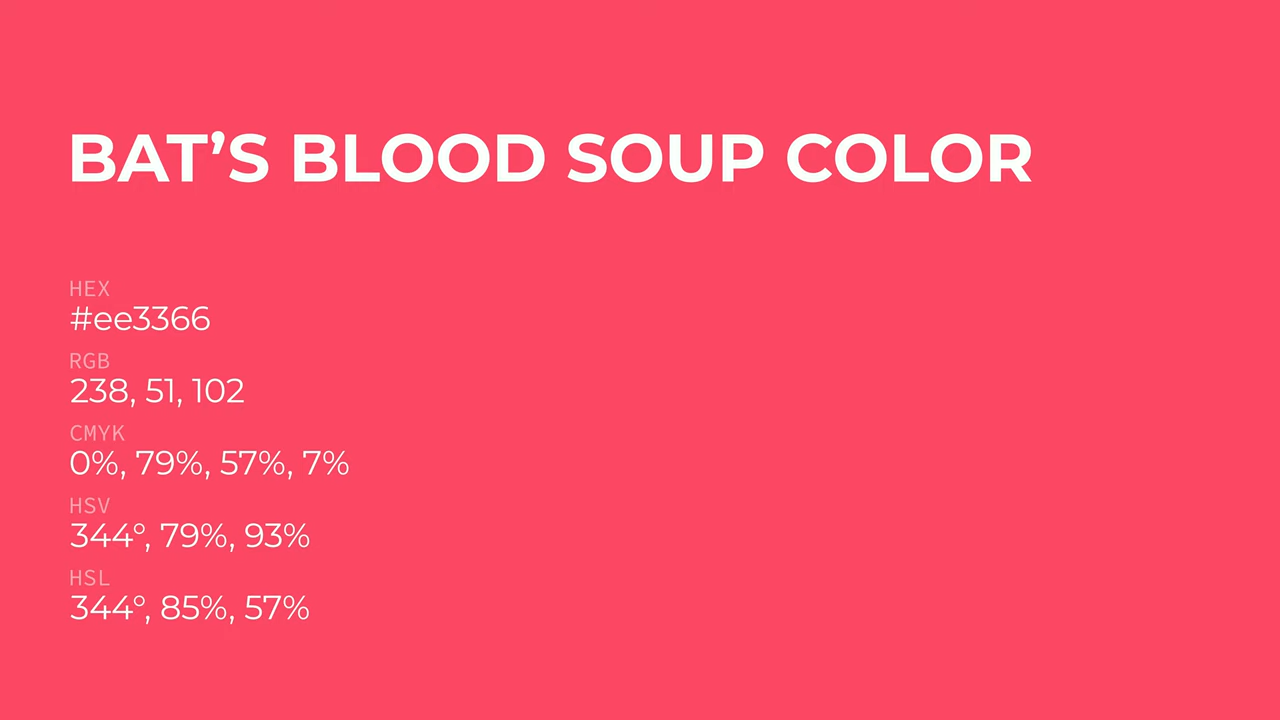 BAT’S BLOOD SOUP COLOR
HEX
#ee3366
RGB
238, 51, 102
CMYK
0%, 79%, 57%, 7%
HSV
344°, 79%, 93%
HSL
344°, 85%, 57%